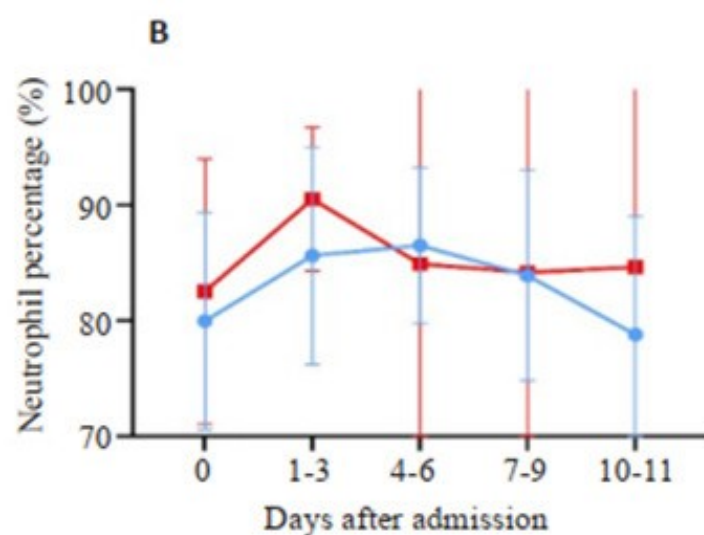 B
Neutrophil percentage (%)
100
90
80
70
0 1-3 4-6 7-9 10-11
Days after admission